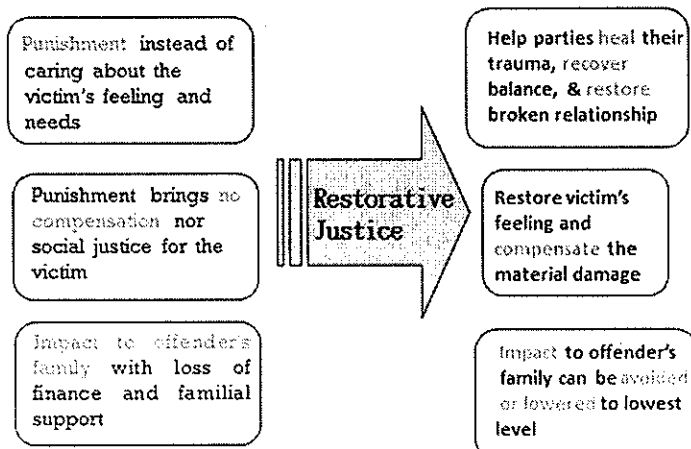 Punishment instead of
caring about the
victim's feeling and
needs
Punishment brings no
compensation nor
social justice for the
victim
Impact to offender's
family with loss of
finance and familial
support
Restorative
Justice
Help parties heal their
trauma, recover
balance, & restore
broken relationship
Restore victim's
feeling and
compensate the
material damage
Impact to offender's
family can be avoided
or lowered to lowest
level